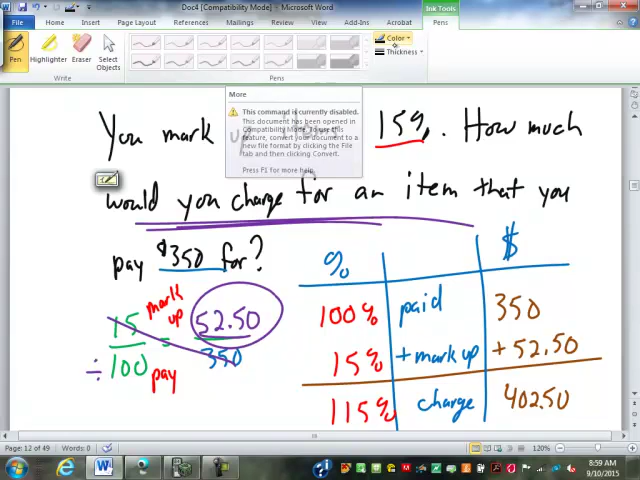 Doc4 [Compatibility Mode] - Microsoft Word
Ink Tools
File Home Insert Page Layout References Mailings Review View Add-Ins Acrobat Pens
Pen Highlighter Eraser Select Objects
Color
Thickness
Write Pens
More
This command is currently disabled.
This document has been opened in
Compatibility Mode. To use this
feature, convert your document to a
new file format by clicking the File
tab and then clicking Convert.
Press F1 for more help.
You mark up 15%. How much
would you charge for an item that you
pay $350 for?
% $
100% paid 350
15% + mark up + 52.50
115% charge 402.50
15 mark up = 52.50
÷ 100 pay 350
Page: 12 of 49 Words: 0 120%
8:59 AM
9/10/2015